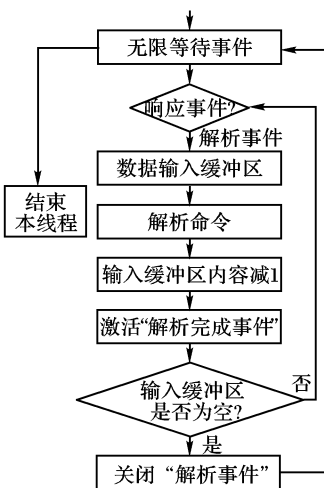 无限等待事件
响应事件?
解析事件
数据输入缓冲区
结束
本线程
解析命令
输入缓冲区内容减1
激活“解析完成事件”
输入缓冲区
是否为空?
否
是
关闭“解析事件”